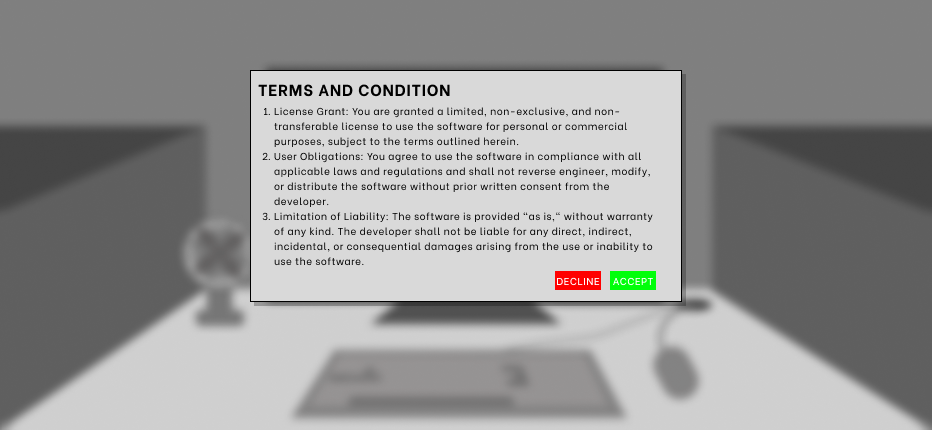 TERMS AND CONDITION
1. License Grant: You are granted a limited, non-exclusive, and non-
transferable license to use the software for personal or commercial
purposes, subject to the terms outlined herein.
2. User Obligations: You agree to use the software in compliance with all
applicable laws and regulations and shall not reverse engineer, modify,
or distribute the software without prior written consent from the
developer.
3. Limitation of Liability: The software is provided "as is," without warranty
of any kind. The developer shall not be liable for any direct, indirect,
incidental, or consequential damages arising from the use or inability to
use the software.
DECLINE ACCEPT